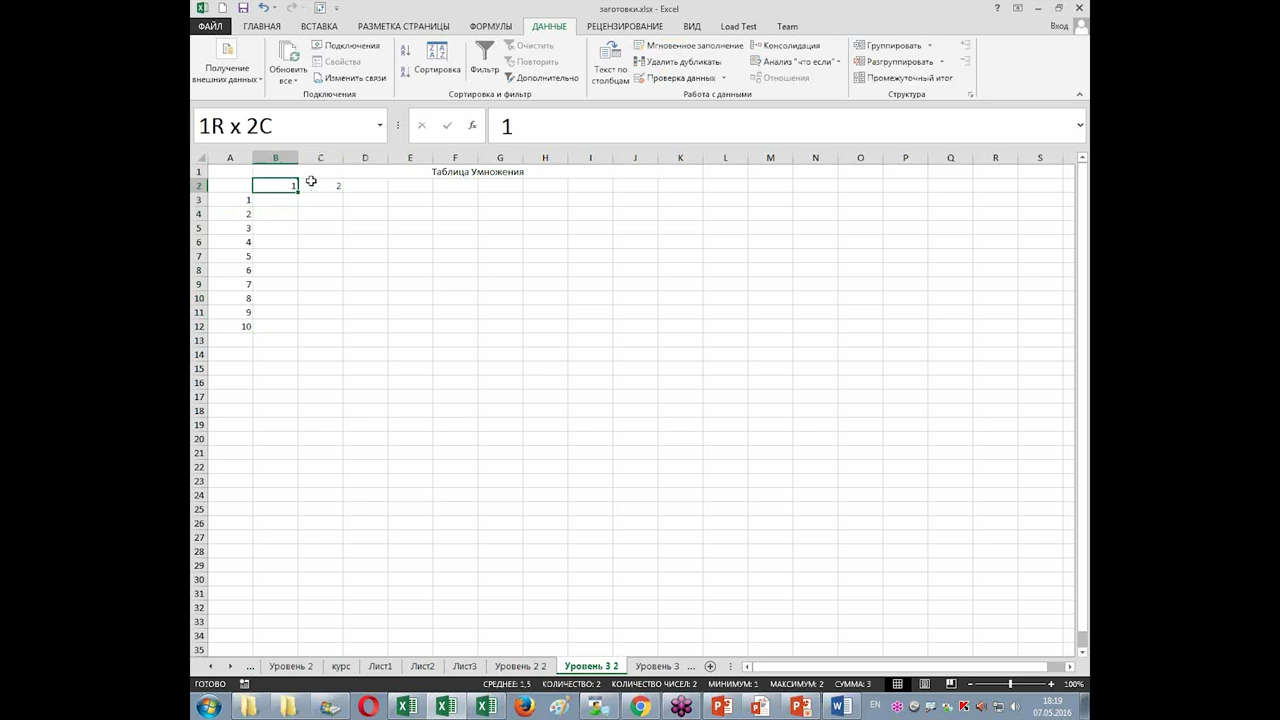 заготовки.xlsx - Excel
ФАЙЛ ГЛАВНАЯ ВСТАВКА РАЗМЕТКА СТРАНИЦЫ ФОРМУЛЫ ДАННЫЕ РЕЦЕНЗИРОВАНИЕ ВИД Load Test Team Вход
Получение внешних данных
Обновить все
Подключения
Свойства
Изменить связи
Подключения
Сортировка
Фильтр
Очистить
Повторить
Дополнительно
Сортировка и фильтр
Текст по столбцам
Мгновенное заполнение
Удалить дубликаты
Проверка данных
Консолидация
Анализ "что если"
Отношения
Работа с данными
Группировать
Разгруппировать
Промежуточный итог
Структура
1R x 2C 1
A B C D E F G H I J K L M N O P Q R S
1 Таблица Умножения
2 1 2
3 1
4 2
5 3
6 4
7 5
8 6
9 7
10 8
11 9
12 10
13
14
15
16
17
18
19
20
21
22
23
24
25
26
27
28
29
30
31
32
33
34
35
... Уровень 2 курс Лист1 Лист2 Лист3 Уровень 2 2 Уровень 3 2 Уровень 3 ...
ГОТОВО СРЕДНЕЕ: 1,5 КОЛИЧЕСТВО: 2 КОЛИЧЕСТВО ЧИСЕЛ: 2 МИНИМУМ: 1 МАКСИМУМ: 2 СУММА: 3 100%
EN 18:19
07.05.2016